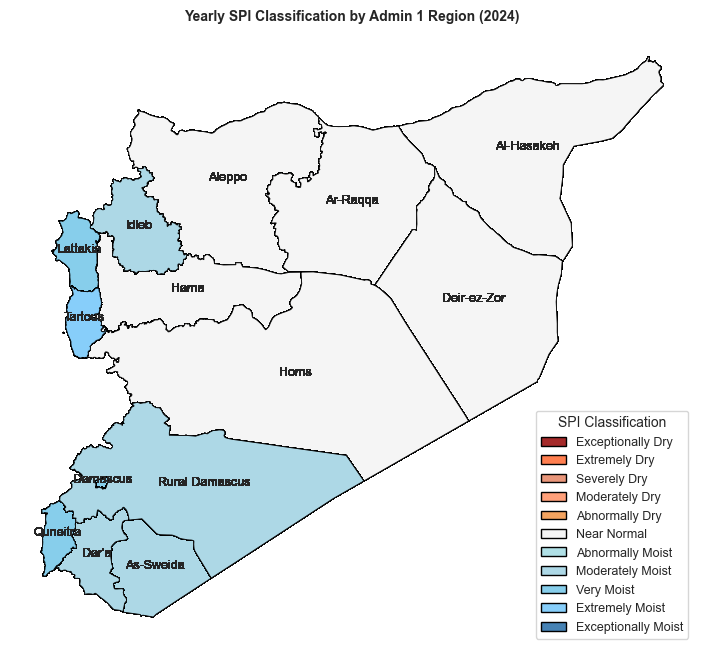 Yearly SPI Classification by Admin 1 Region (2024)
Al-Hasakeh
Aleppo
Ar-Raqqa
Idleb
Lattakia
Hama
Deir-ez-Zor
Tartous
Homs
Damascus
Rural Damascus
Quneitra
Dar'a
As-Sweida
SPI Classification
Exceptionally Dry
Extremely Dry
Severely Dry
Moderately Dry
Abnormally Dry
Near Normal
Abnormally Moist
Moderately Moist
Very Moist
Extremely Moist
Exceptionally Moist